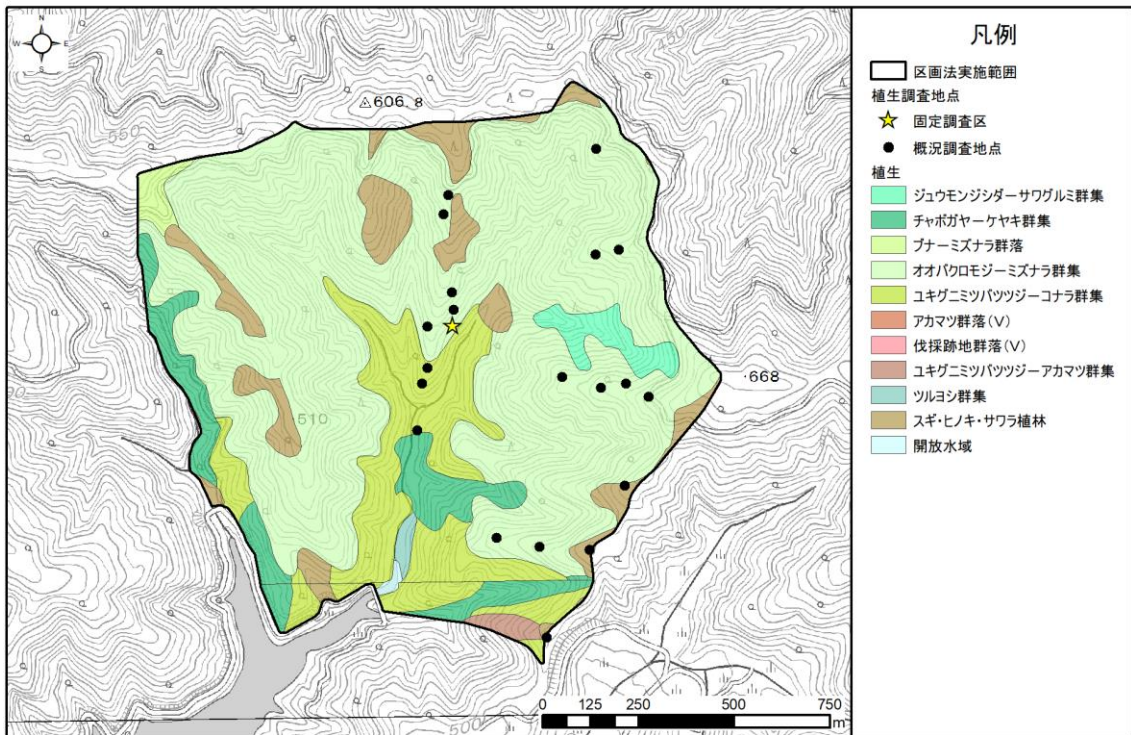 N
W E
S
606.8
550
450
668
510
500
0 125 250 500 750
m
凡例
区画法実施範囲
植生調査地点
固定調査区
概況調査地点
植生
ジュウモンジシダーサワグルミ群集
チャボガヤーケヤキ群集
ブナーミズナラ群落
オオバクロモジーミズナラ群集
ユキグニミツバツツジーコナラ群集
アカマツ群落(V)
伐採跡地群落(V)
ユキグニミツバツツジーアカマツ群集
ツルヨシ群集
スギ・ヒノキ・サワラ植林
開放水域